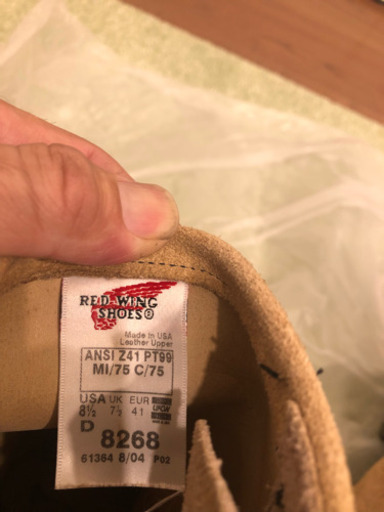 RED WING
SHOES®
Made in USA
Leather Upper
ANSI Z41 PT99
MI/75 C/75
USA UK EUR
8½ 7½ 41
D
8268
61364 8/04 P02